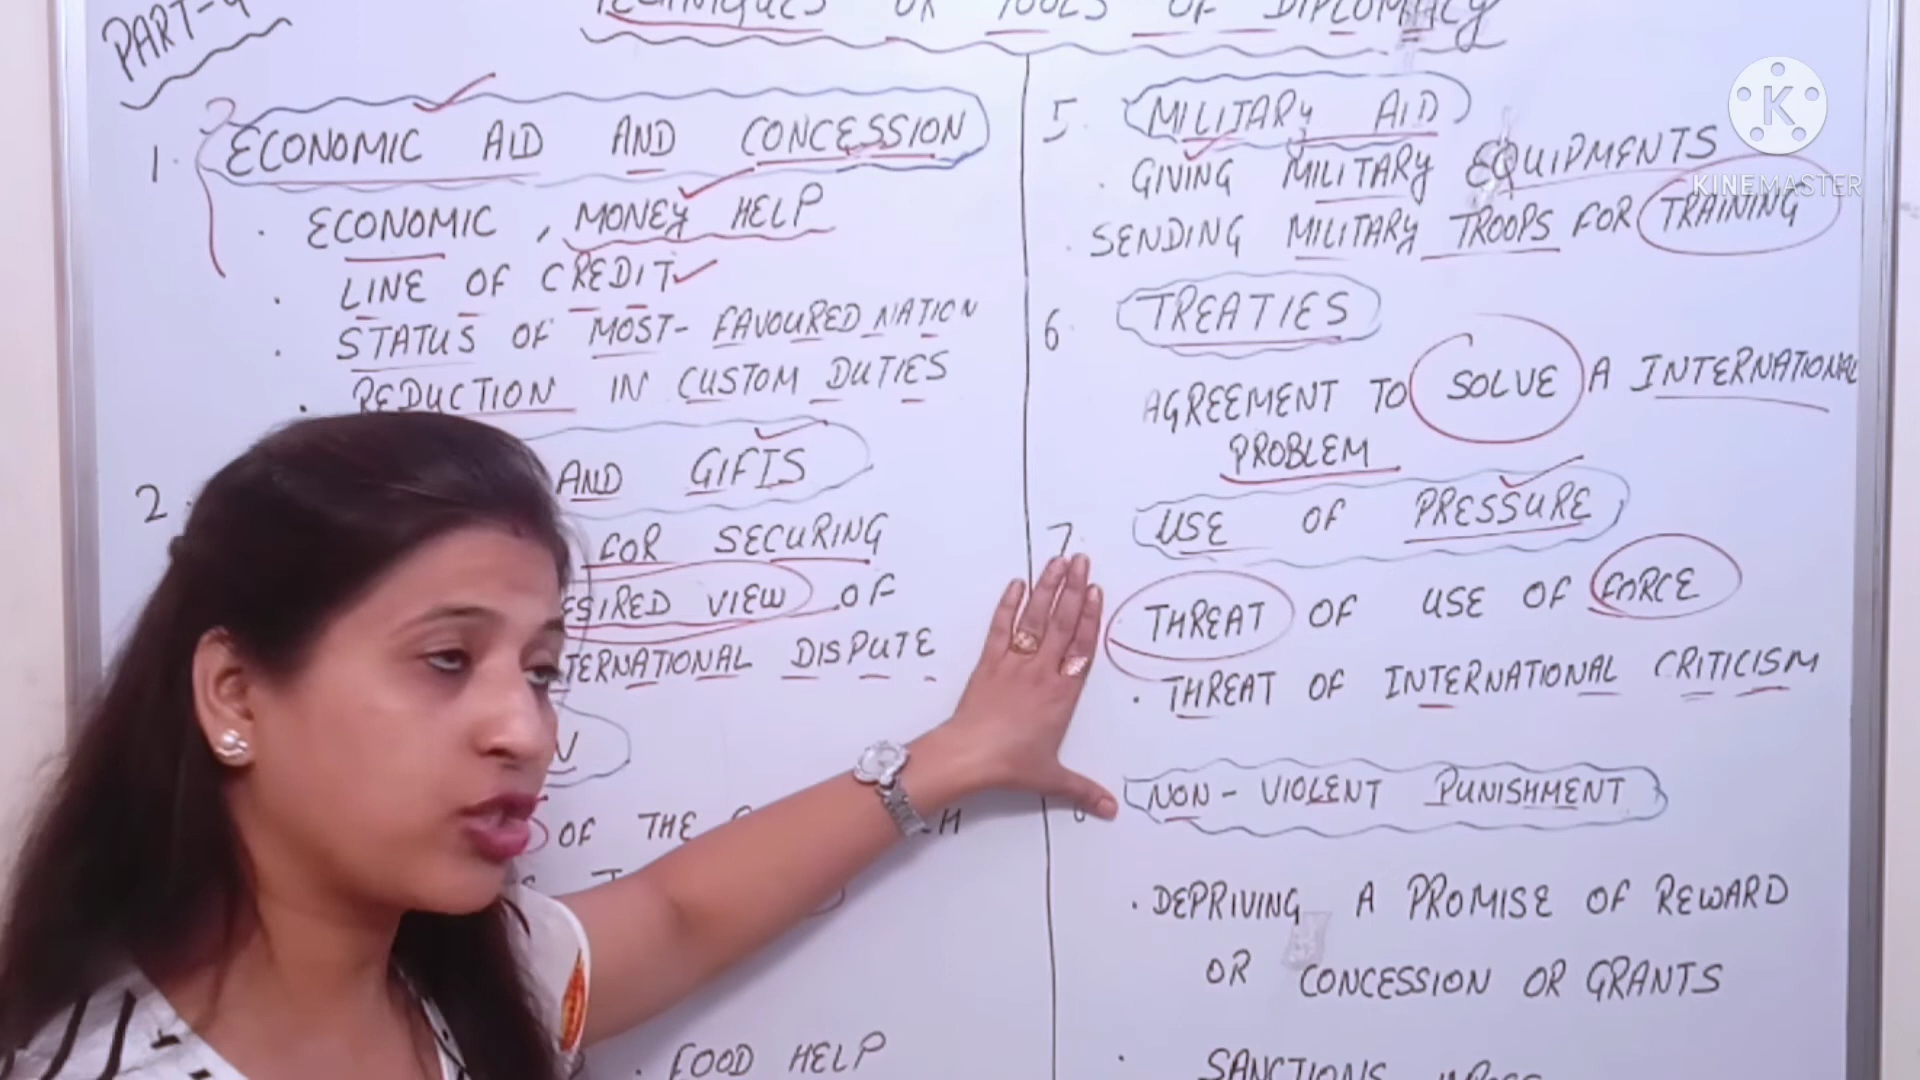 PART-4
TECHNIQUES OR TOOLS OF DIPLOMACY
1. ECONOMIC AID AND CONCESSION
. ECONOMIC, MONEY HELP
. LINE OF CREDIT
. STATUS OF MOST-FAVOURED NATION
. REDUCTION IN CUSTOM DUTIES
2. AND GIFTS
FOR SECURING
VIEW OF
DISPUTE
OF THE
. FOOD HELP
5. MILITARY AID
. GIVING MILITARY EQUIPMENTS
. SENDING MILITARY TROOPS FOR TRAINING
6. TREATIES
AGREEMENT TO SOLVE A INTERNATIONAL
PROBLEM
7. USE OF PRESSURE
THREAT OF USE OF FORCE
. THREAT OF INTERNATIONAL CRITICISM
NON-VIOLENT PUNISHMENT
. DEPRIVING A PROMISE OF REWARD
OR CONCESSION OR GRANTS
. SANCTIONS
K
KINEMASTER